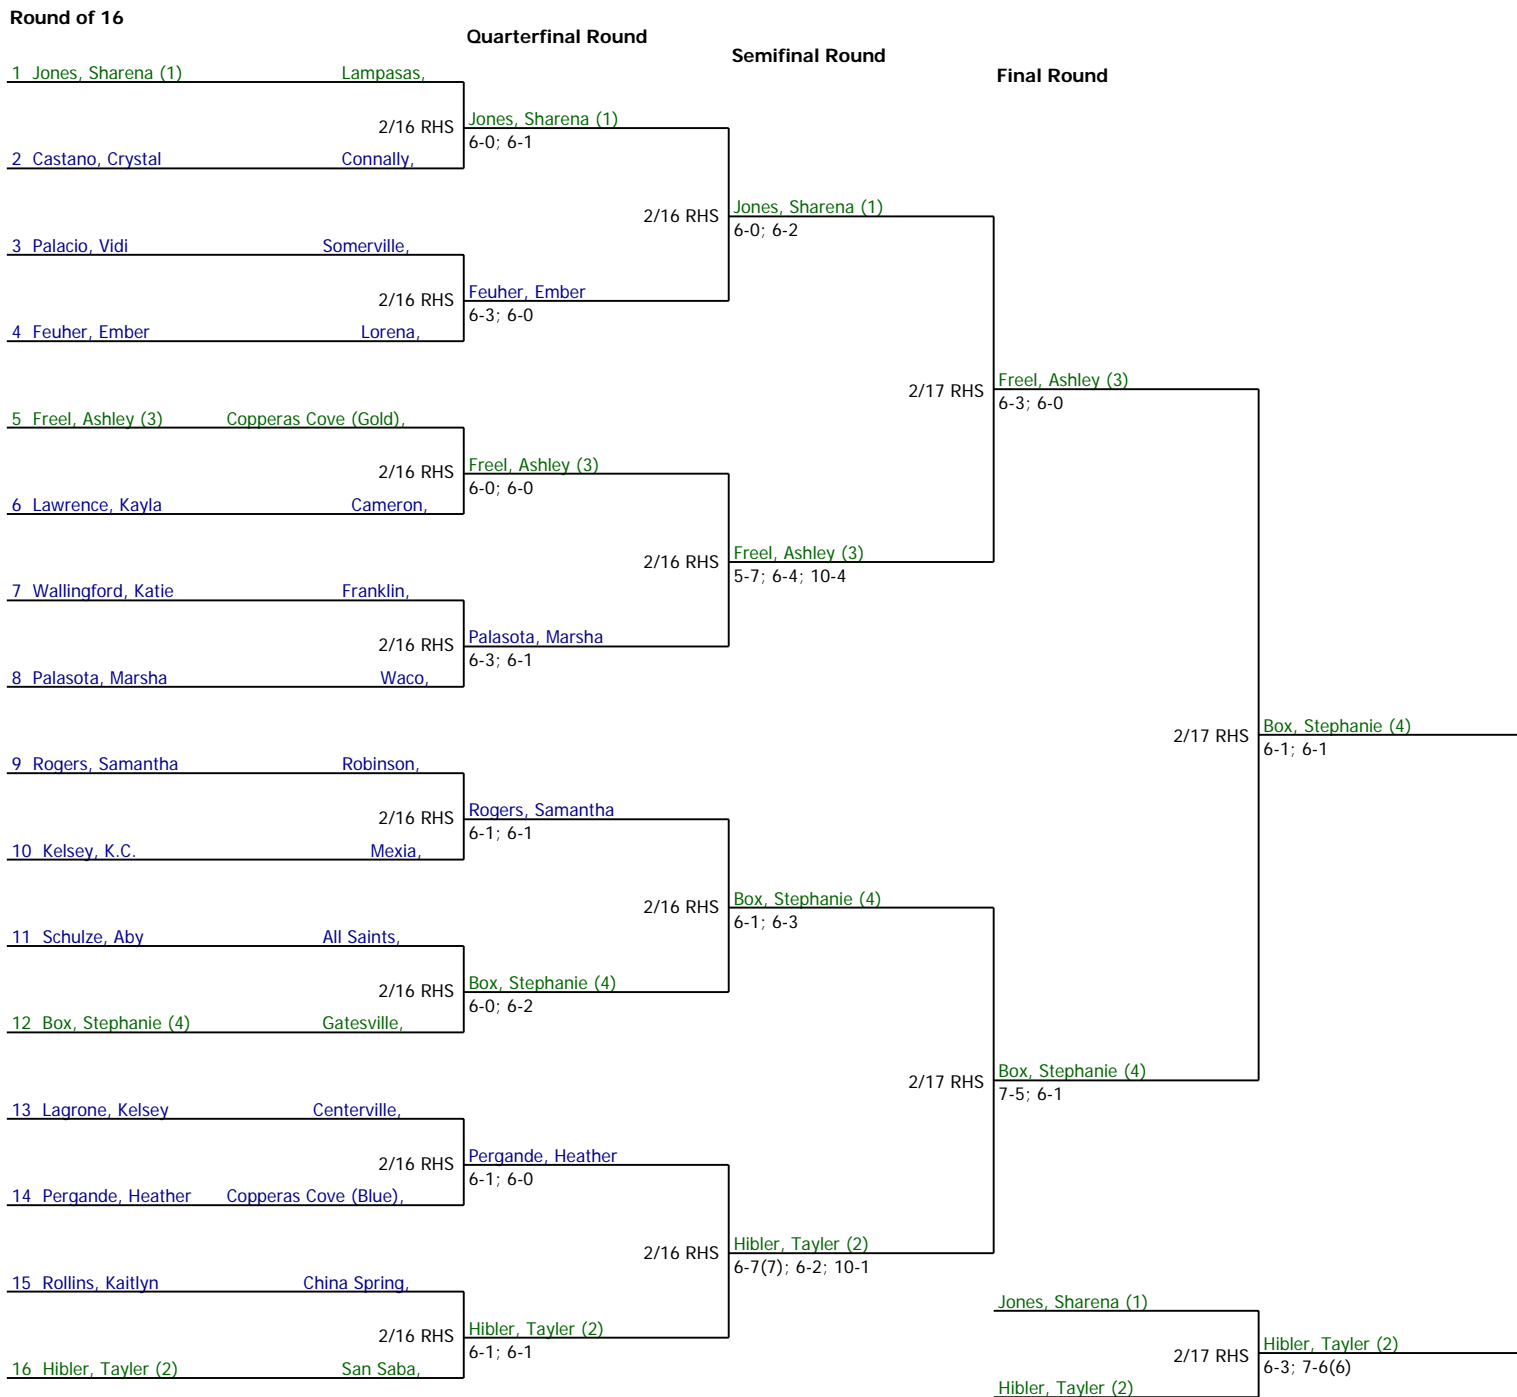 Round of 16
Quarterfinal Round
Semifinal Round
Final Round
1 Jones, Sharena (1) Lampasas,
2/16 RHS Jones, Sharena (1)
6-0; 6-1
2 Castano, Crystal Connally,
2/16 RHS Jones, Sharena (1)
6-0; 6-2
3 Palacio, Vidi Somerville,
2/16 RHS Feuher, Ember
6-3; 6-0
4 Feuher, Ember Lorena,
2/17 RHS Freel, Ashley (3)
6-3; 6-0
5 Freel, Ashley (3) Copperas Cove (Gold),
2/16 RHS Freel, Ashley (3)
6-0; 6-0
6 Lawrence, Kayla Cameron,
2/16 RHS Freel, Ashley (3)
5-7; 6-4; 10-4
7 Wallingford, Katie Franklin,
2/16 RHS Palasota, Marsha
6-3; 6-1
8 Palasota, Marsha Waco,
2/17 RHS Box, Stephanie (4)
6-1; 6-1
9 Rogers, Samantha Robinson,
2/16 RHS Rogers, Samantha
6-1; 6-1
10 Kelsey, K.C. Mexia,
2/16 RHS Box, Stephanie (4)
6-1; 6-3
11 Schulze, Aby All Saints,
2/16 RHS Box, Stephanie (4)
6-0; 6-2
12 Box, Stephanie (4) Gatesville,
2/17 RHS Box, Stephanie (4)
7-5; 6-1
13 Lagrone, Kelsey Centerville,
2/16 RHS Pergande, Heather
6-1; 6-0
14 Pergande, Heather Copperas Cove (Blue),
2/16 RHS Hibler, Tayler (2)
6-7(7); 6-2; 10-1
15 Rollins, Kaitlyn China Spring,
2/16 RHS Hibler, Tayler (2)
6-1; 6-1
16 Hibler, Tayler (2) San Saba,
Jones, Sharena (1)
2/17 RHS Hibler, Tayler (2)
6-3; 7-6(6)
Hibler, Tayler (2)